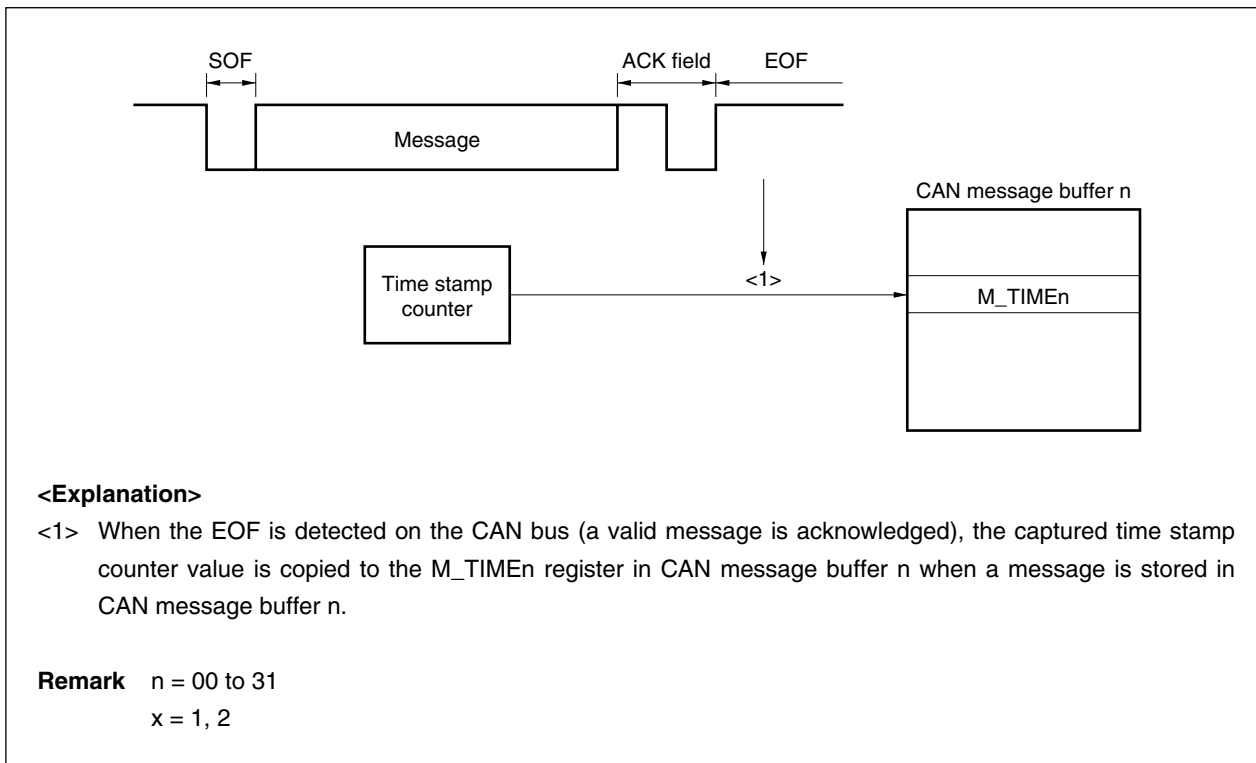 SOF
ACK field
EOF
Message
CAN message buffer n
Time stamp
counter
<1>
M_TIMEn
<Explanation>
<1> When the EOF is detected on the CAN bus (a valid message is acknowledged), the captured time stamp
counter value is copied to the M_TIMEn register in CAN message buffer n when a message is stored in
CAN message buffer n.
Remark n = 00 to 31
x = 1, 2